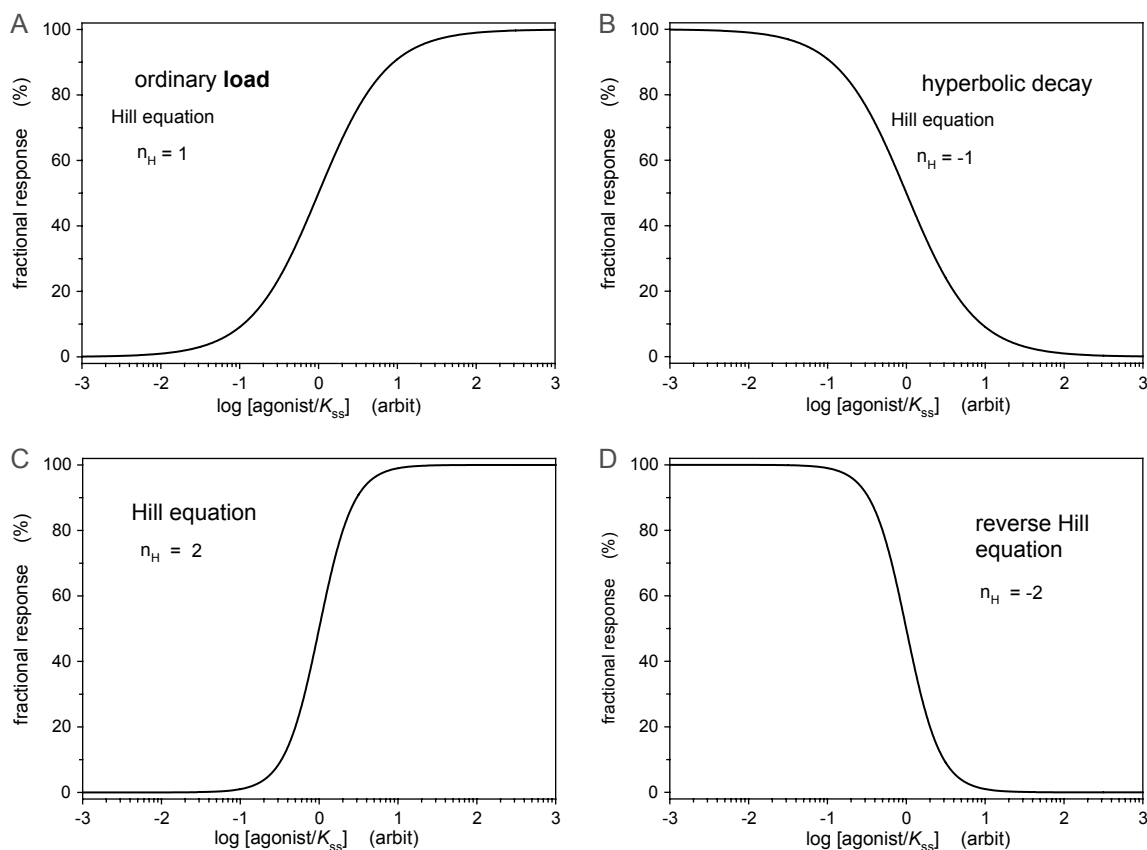 A
100
80
60
40
20
0
fractional response (%)
ordinary load
Hill equation
nH = 1
-3 -2 -1 0 1 2 3
log [agonist/Kss] (arbit)
B
100
80
60
40
20
0
fractional response (%)
hyperbolic decay
Hill equation
nH = -1
-3 -2 -1 0 1 2 3
log [agonist/Kss] (arbit)
C
100
80
60
40
20
0
fractional response (%)
Hill equation
nH = 2
-3 -2 -1 0 1 2 3
log [agonist/Kss] (arbit)
D
100
80
60
40
20
0
fractional response (%)
reverse Hill
equation
nH = -2
-3 -2 -1 0 1 2 3
log [agonist/Kss] (arbit)